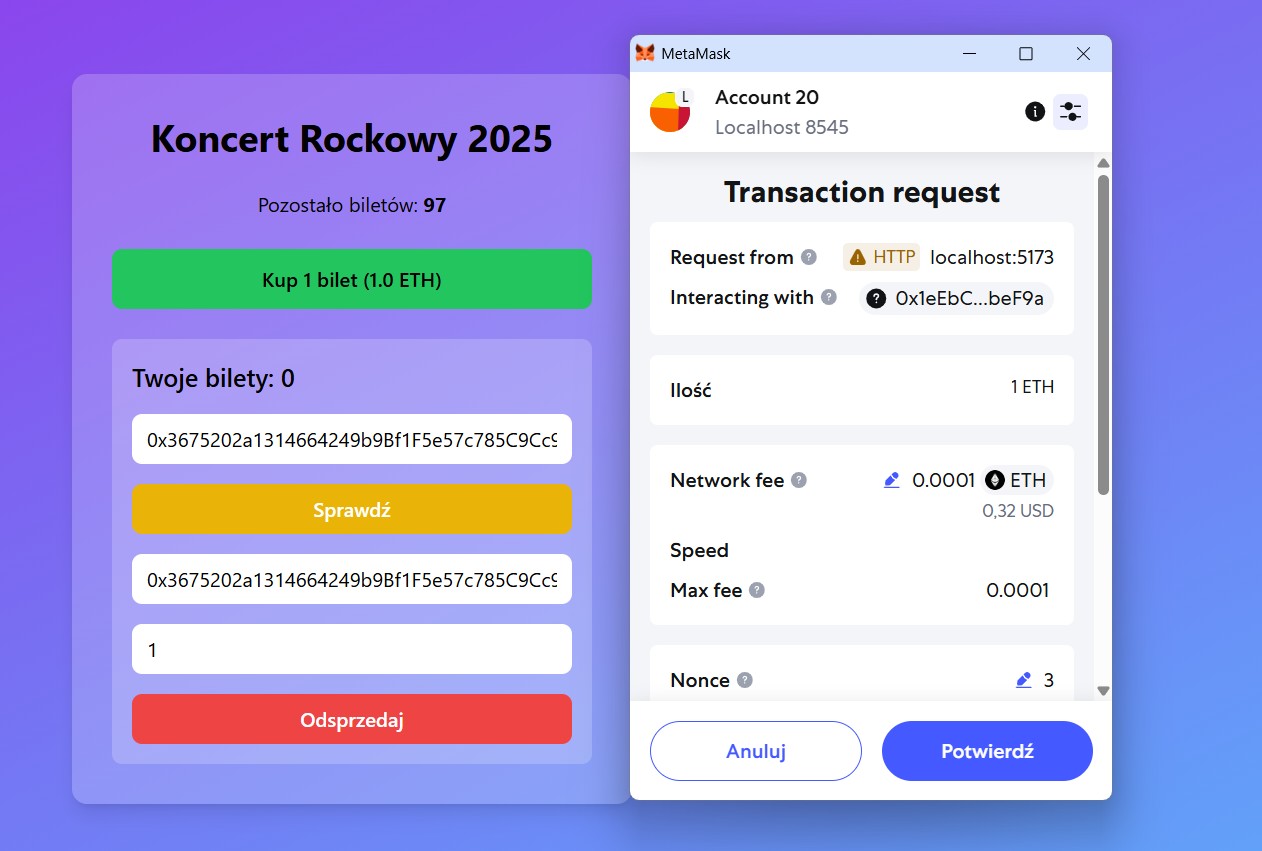 Koncert Rockowy 2025
Pozostało biletów: 97
Kup 1 bilet (1.0 ETH)
Twoje bilety: 0
0x3675202a1314664249b9Bf1F5e57c785C9Cc9
Sprawdź
0x3675202a1314664249b9Bf1F5e57c785C9Cc9
1
Odsprzedaj
MetaMask
L
Account 20
Localhost 8545
Transaction request
Request from HTTP localhost:5173
Interacting with 0x1eEbC...beF9a
Ilość 1 ETH
Network fee 0.0001 ETH
0,32 USD
Speed
Max fee 0.0001
Nonce 3
Anuluj Potwierdź